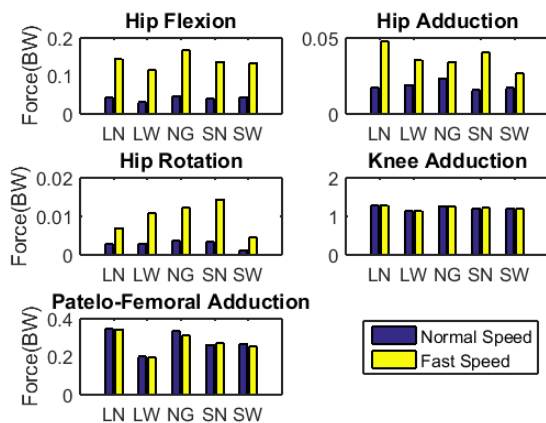 Hip Flexion
Force(BW)
0.2
0.1
0
LN LW NG SN SW
Hip Adduction
0.05
0
LN LW NG SN SW
Hip Rotation
Force(BW)
0.02
0.01
0
LN LW NG SN SW
Knee Adduction
2
1
0
LN LW NG SN SW
Patelo-Femoral Adduction
Force(BW)
0.4
0.2
0
LN LW NG SN SW
Normal Speed
Fast Speed